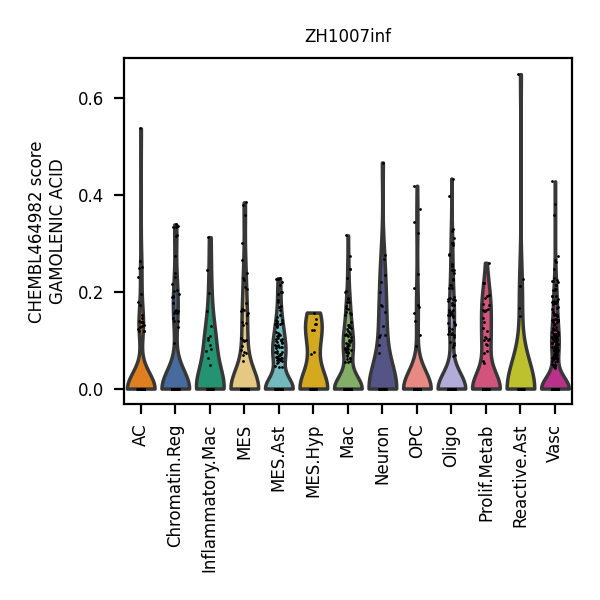 ZH1007inf
CHEMBL464982 score
GAMOLENIC ACID
0.6
0.4
0.2
0.0
AC
Chromatin.Reg
Inflammatory.Mac
MES
MES.Ast
MES.Hyp
Mac
Neuron
OPC
Oligo
Prolif.Metab
Reactive.Ast
Vasc